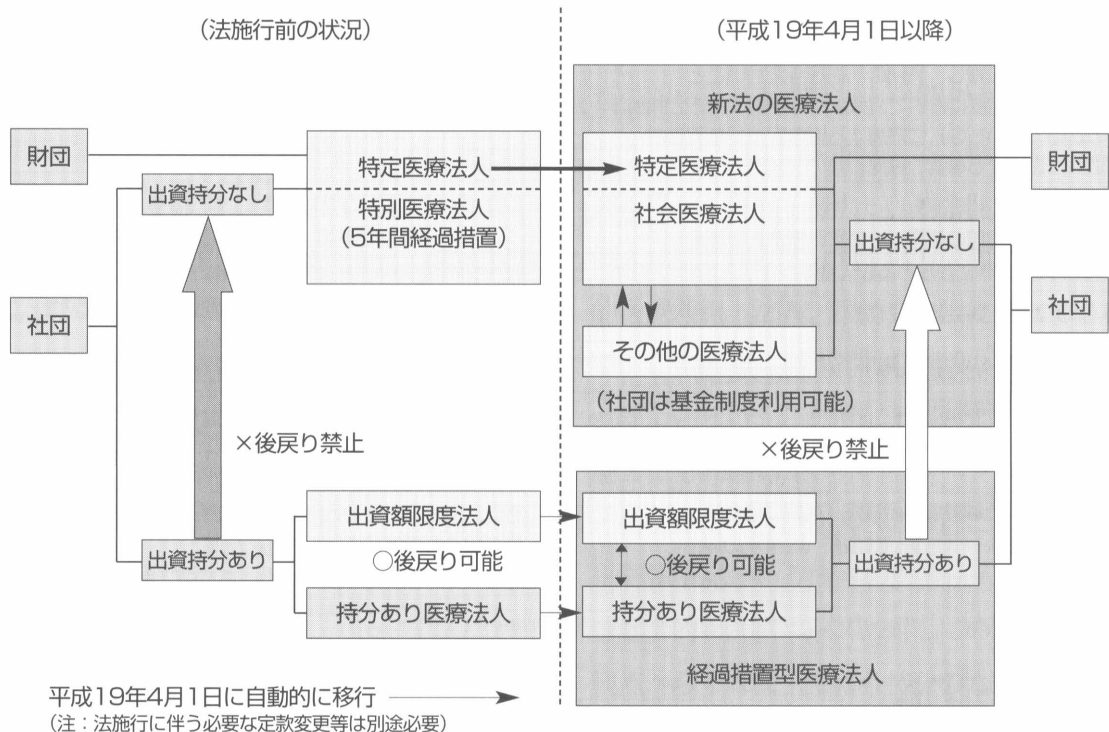 （法施行前の状況）
財団
社団
出資持分なし
特定医療法人
特別医療法人
（5年間経過措置）
×後戻り禁止
出資持分あり
出資額限度法人
○後戻り可能
持分あり医療法人
平成19年4月1日に自動的に移行
（注：法施行に伴う必要な定款変更等は別途必要）
（平成19年4月1日以降）
新法の医療法人
特定医療法人
社会医療法人
その他の医療法人
（社団は基金制度利用可能）
財団
出資持分なし
社団
×後戻り禁止
出資額限度法人
○後戻り可能
持分あり医療法人
出資持分あり
経過措置型医療法人